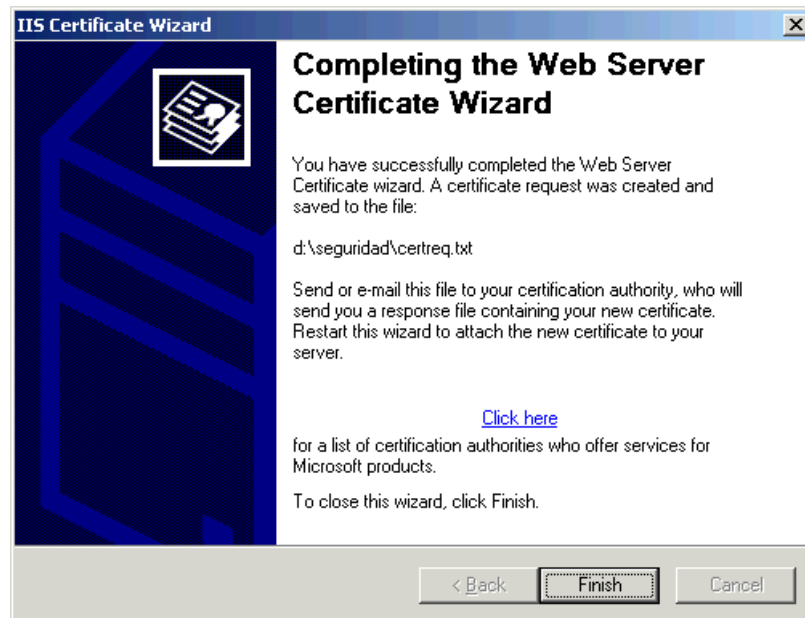 IIS Certificate Wizard
Completing the Web Server
Certificate Wizard
You have successfully completed the Web Server
Certificate wizard. A certificate request was created and
saved to the file:
d:\seguridad\certreq.txt
Send or e-mail this file to your certification authority, who will
send you a response file containing your new certificate.
Restart this wizard to attach the new certificate to your
server.
Click here
for a list of certification authorities who offer services for
Microsoft products.
To close this wizard, click Finish.
< Back Finish Cancel